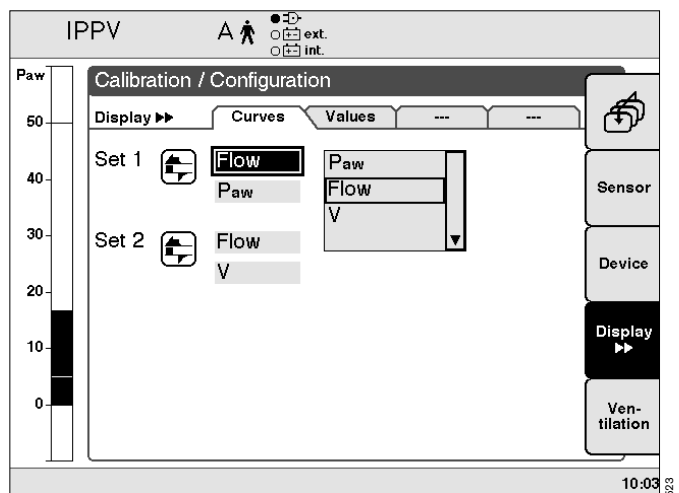 IPPV A ext.
int.
Paw
Calibration / Configuration
Display ▶▶ Curves Values --- ---
50
Set 1 Flow Paw
40 Paw Flow Sensor
V
30
Set 2 Flow
V Device
20
Display
▶▶
10
0 Ven-
tilation
10:03
523